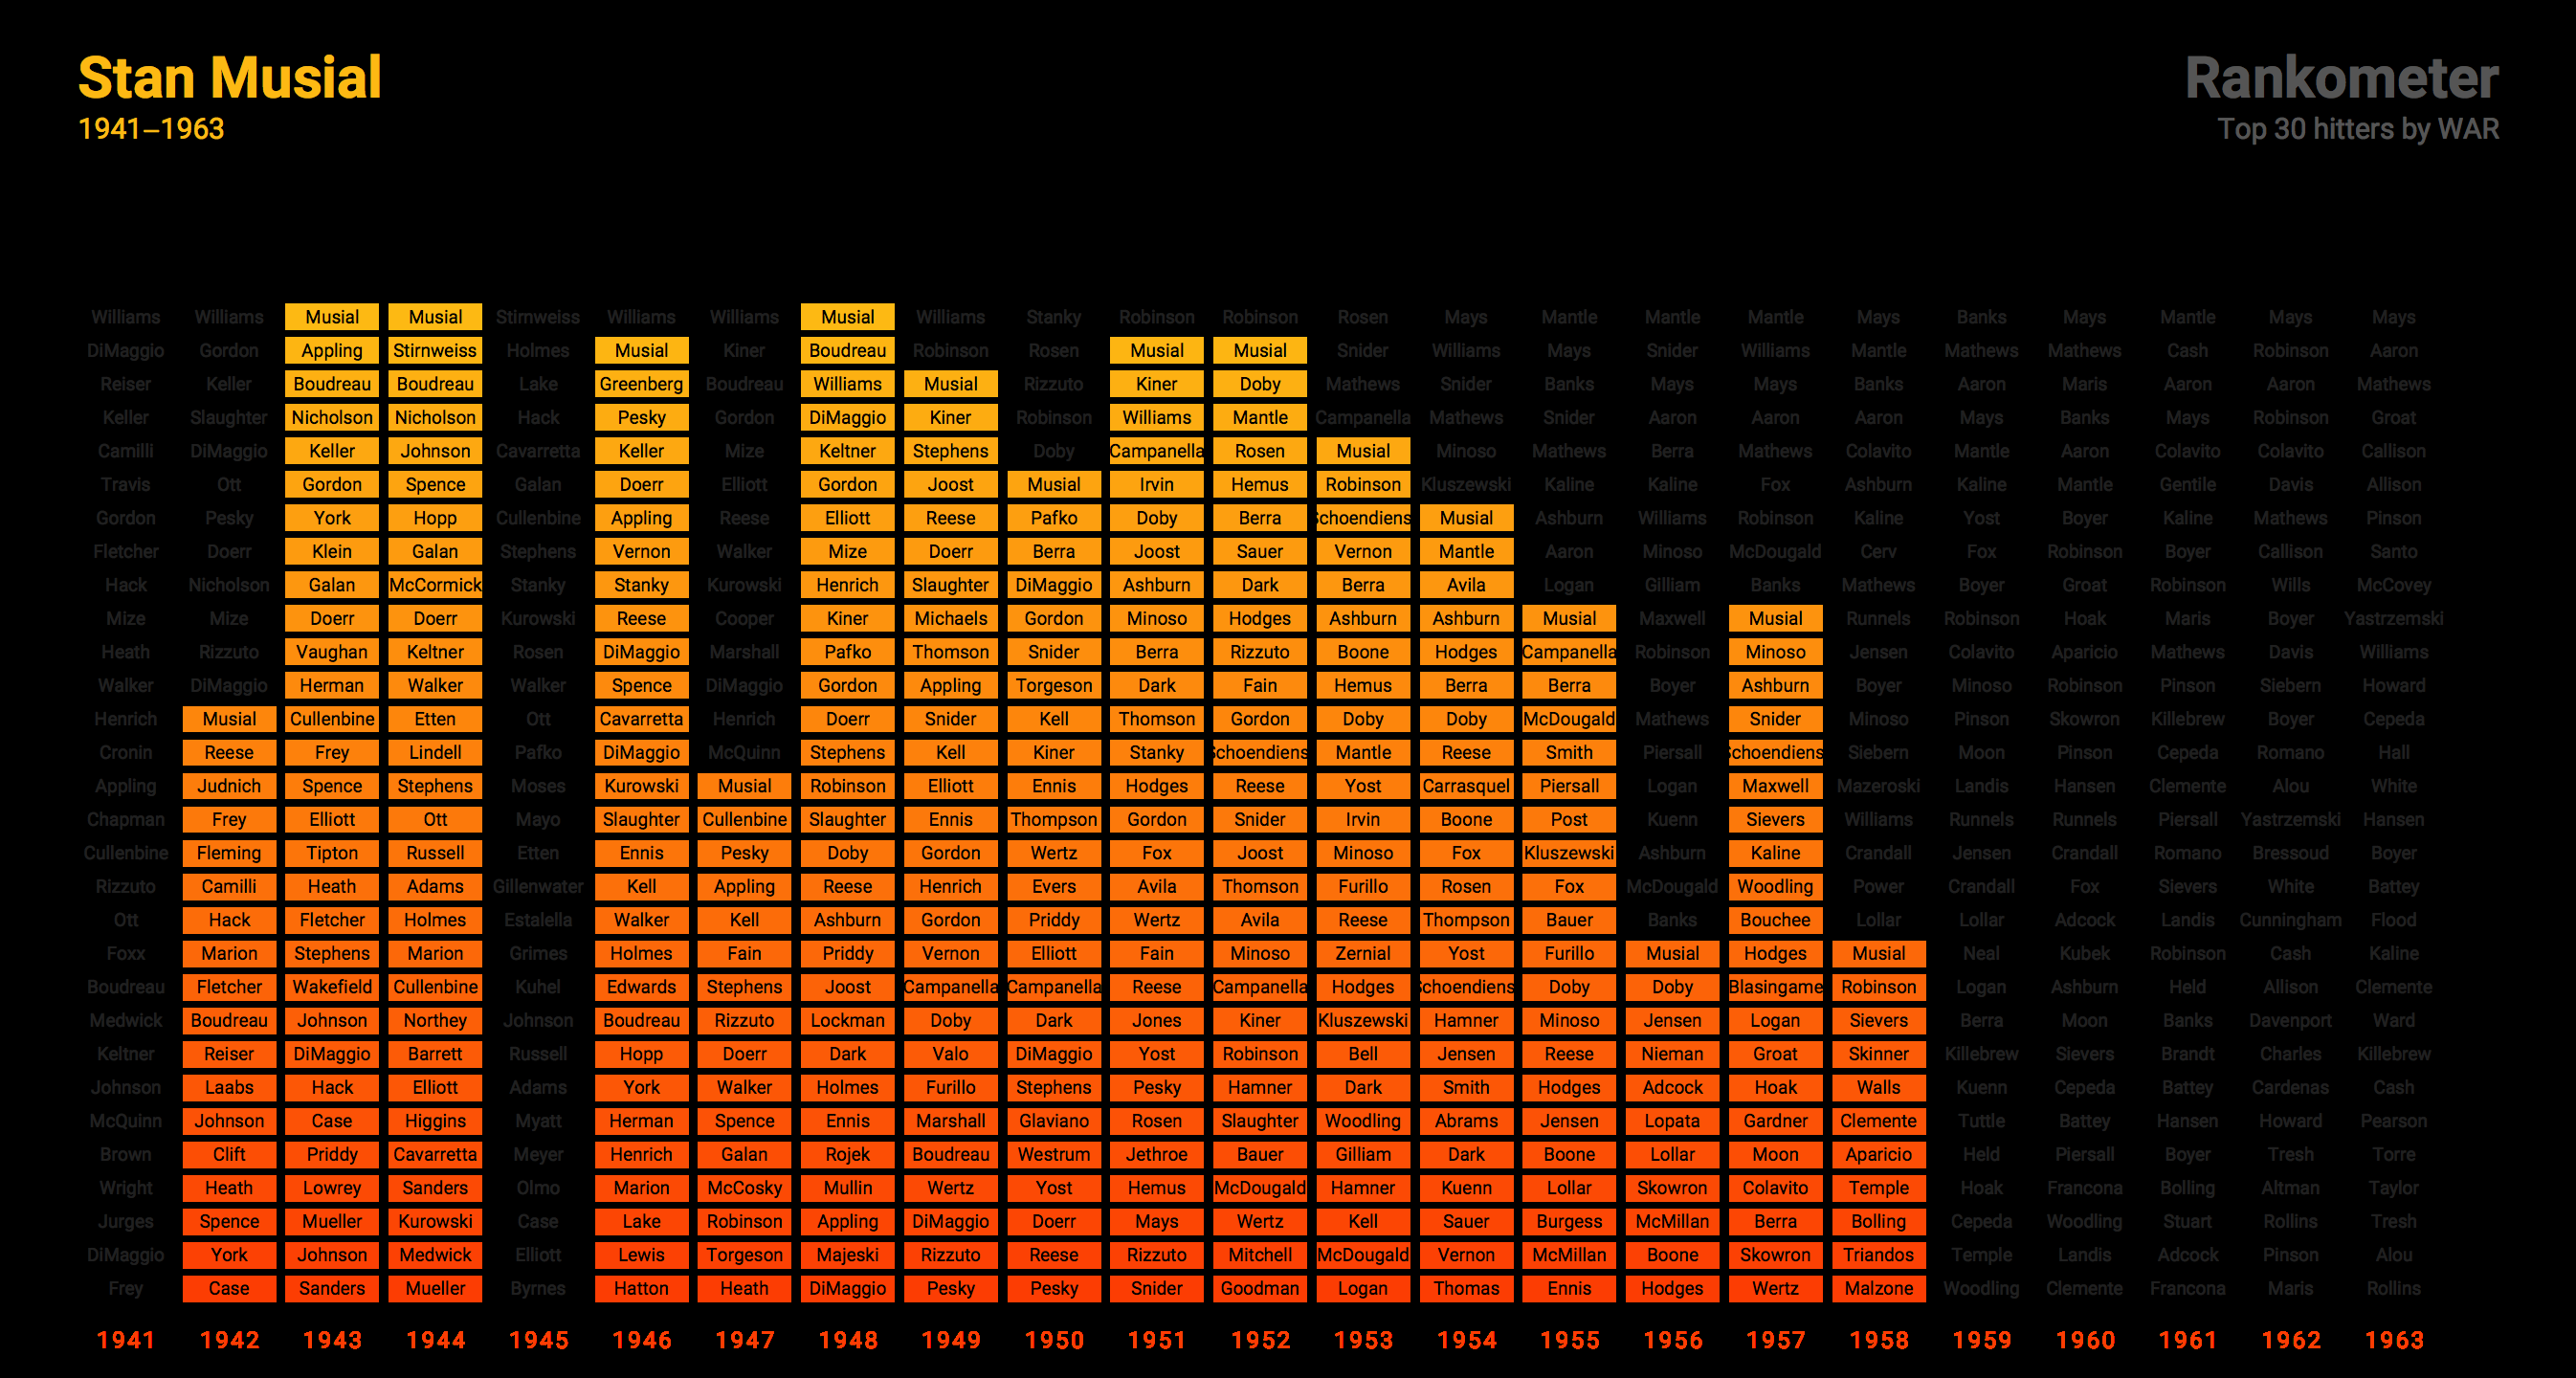 Stan Musial
1941–1963
Rankometer
Top 30 hitters by WAR
Williams Williams Musial Musial Stirnweiss Williams Williams Musial Williams Stanky Robinson Robinson Rosen Mays Mantle Mantle Mantle Mays Banks Mays Mantle Mays Mays
DiMaggio Gordon Appling Stirnweiss Holmes Musial Kiner Boudreau Robinson Rosen Musial Musial Snider Williams Mays Snider Williams Mantle Mathews Mathews Cash Robinson Aaron
Reiser Keller Boudreau Boudreau Lake Greenberg Boudreau Williams Musial Rizzuto Kiner Doby Mathews Snider Banks Mays Mays Banks Aaron Maris Aaron Aaron Mathews
Keller Slaughter Nicholson Nicholson Hack Pesky Gordon DiMaggio Kiner Robinson Williams Mantle Campanella Mathews Snider Aaron Aaron Aaron Mays Banks Mays Robinson Groat
Camilli DiMaggio Keller Johnson Cavarretta Keller Mize Keltner Stephens Doby Campanella Rosen Musial Minoso Mathews Berra Mathews Colavito Mantle Aaron Colavito Colavito Callison
Travis Ott Gordon Spence Galan Doerr Elliott Gordon Joost Musial Irvin Hemus Robinson Kluszewski Kaline Kaline Fox Ashburn Kaline Mantle Gentile Davis Allison
Gordon Pesky York Hopp Cullenbine Appling Reese Elliott Reese Pafko Doby Berra Schoendiens Musial Ashburn Williams Robinson Kaline Yost Boyer Kaline Mathews Pinson
Fletcher Doerr Klein Galan Stephens Vernon Walker Mize Doerr Berra Joost Sauer Vernon Mantle Aaron Minoso McDougald Cerv Fox Robinson Boyer Callison Santo
Hack Nicholson Galan McCormick Stanky Stanky Kurowski Henrich Slaughter DiMaggio Ashburn Dark Berra Avila Logan Gilliam Banks Mathews Boyer Groat Robinson Wills McCovey
Mize Mize Doerr Doerr Kurowski Reese Cooper Kiner Michaels Gordon Minoso Hodges Ashburn Ashburn Musial Maxwell Musial Runnels Robinson Hoak Maris Boyer Yastrzemski
Heath Rizzuto Vaughan Keltner Rosen DiMaggio Marshall Pafko Thomson Snider Berra Rizzuto Boone Hodges Campanella Robinson Minoso Jensen Colavito Aparicio Mathews Davis Williams
Walker DiMaggio Herman Walker Walker Spence DiMaggio Gordon Appling Torgeson Dark Fain Hemus Berra Berra Boyer Ashburn Boyer Minoso Robinson Pinson Siebern Howard
Henrich Musial Cullenbine Etten Ott Cavarretta Henrich Doerr Snider Kell Thomson Gordon Doby Doby McDougald Mathews Snider Minoso Pinson Skowron Killebrew Boyer Cepeda
Cronin Reese Frey Lindell Pafko DiMaggio McQuinn Stephens Kell Kiner Stanky Schoendiens Mantle Reese Smith Piersall Schoendiens Siebern Moon Pinson Cepeda Romano Hall
Appling Judnich Spence Stephens Moses Kurowski Musial Robinson Elliott Ennis Hodges Reese Yost Carrasquel Piersall Logan Maxwell Mazeroski Landis Hansen Clemente Alou White
Chapman Frey Elliott Ott Mayo Slaughter Cullenbine Slaughter Ennis Thompson Gordon Snider Irvin Boone Post Kuenn Sievers Williams Runnels Runnels Piersall Yastrzemski Hansen
Cullenbine Fleming Tipton Russell Etten Ennis Pesky Doby Gordon Wertz Fox Joost Minoso Fox Kluszewski Ashburn Kaline Crandall Jensen Crandall Romano Bressoud Boyer
Rizzuto Camilli Heath Adams Gillenwater Kell Appling Reese Henrich Evers Avila Thomson Furillo Rosen Fox McDougald Woodling Power Crandall Fox Sievers White Battey
Ott Hack Fletcher Holmes Estalella Walker Kell Ashburn Gordon Priddy Wertz Avila Reese Thompson Bauer Banks Bouchee Lollar Lollar Adcock Landis Cunningham Flood
Foxx Marion Stephens Marion Grimes Holmes Fain Priddy Vernon Elliott Fain Minoso Zernial Yost Furillo Musial Hodges Musial Neal Kubek Robinson Cash Kaline
Boudreau Fletcher Wakefield Cullenbine Kuhel Edwards Stephens Joost Campanella Campanella Reese Campanella Hodges Schoendiens Doby Doby Blasingame Robinson Logan Ashburn Held Allison Clemente
Medwick Boudreau Johnson Northey Johnson Boudreau Rizzuto Lockman Doby Dark Jones Kiner Kluszewski Hamner Minoso Jensen Logan Sievers Berra Moon Banks Davenport Ward
Keltner Reiser DiMaggio Barrett Russell Hopp Doerr Dark Valo DiMaggio Yost Robinson Bell Jensen Reese Nieman Groat Skinner Killebrew Sievers Brandt Charles Killebrew
Johnson Laabs Hack Elliott Adams York Walker Holmes Furillo Stephens Pesky Hamner Dark Smith Hodges Adcock Hoak Walls Kuenn Cepeda Battey Cardenas Cash
McQuinn Johnson Case Higgins Myatt Herman Spence Ennis Marshall Glaviano Rosen Slaughter Woodling Abrams Jensen Lopata Gardner Clemente Tuttle Battey Hansen Howard Pearson
Brown Clift Priddy Cavarretta Meyer Henrich Galan Rojek Boudreau Westrum Jethroe Bauer Gilliam Dark Boone Lollar Moon Aparicio Held Piersall Boyer Tresh Torre
Wright Heath Lowrey Sanders Olmo Marion McCosky Mullin Wertz Yost Hemus McDougald Hamner Kuenn Lollar Skowron Colavito Temple Hoak Francona Bolling Altman Taylor
Jurges Spence Mueller Kurowski Case Lake Robinson Appling DiMaggio Doerr Mays Wertz Kell Sauer Burgess McMillan Berra Bolling Cepeda Woodling Stuart Rollins Tresh
DiMaggio York Johnson Medwick Elliott Lewis Torgeson Majeski Rizzuto Reese Rizzuto Mitchell McDougald Vernon McMillan Boone Skowron Triandos Temple Landis Adcock Pinson Alou
Frey Case Sanders Mueller Byrnes Hatton Heath DiMaggio Pesky Pesky Snider Goodman Logan Thomas Ennis Hodges Wertz Malzone Woodling Clemente Francona Maris Rollins
1941 1942 1943 1944 1945 1946 1947 1948 1949 1950 1951 1952 1953 1954 1955 1956 1957 1958 1959 1960 1961 1962 1963